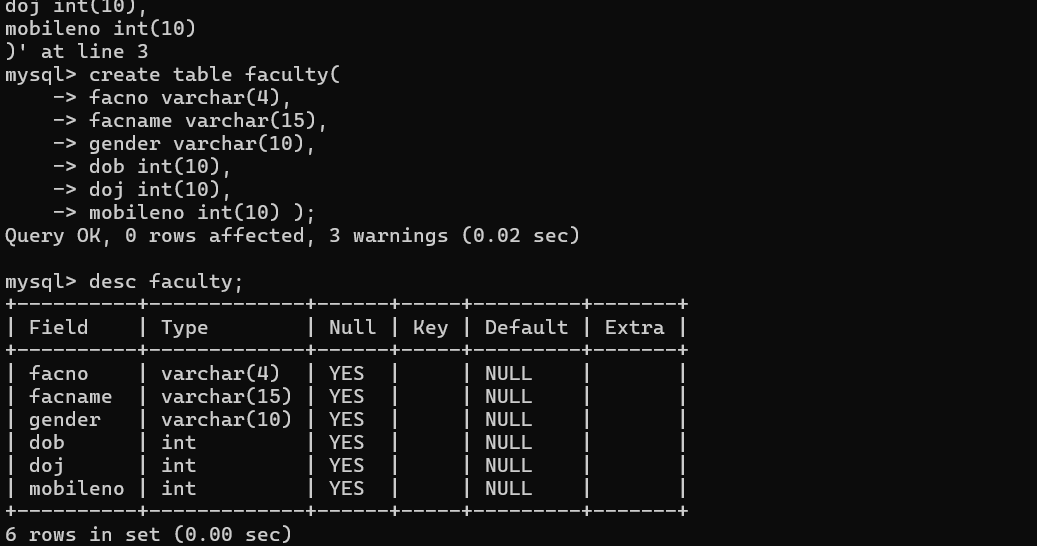 doj int(10),
mobileno int(10)
)' at line 3
mysql> create table faculty(
    -> facno varchar(4),
    -> facname varchar(15),
    -> gender varchar(10),
    -> dob int(10),
    -> doj int(10),
    -> mobileno int(10) );
Query OK, 0 rows affected, 3 warnings (0.02 sec)

mysql> desc faculty;
+----------+-------------+------+-----+---------+-------+
| Field    | Type        | Null | Key | Default | Extra |
+----------+-------------+------+-----+---------+-------+
| facno    | varchar(4)  | YES  |     | NULL    |       |
| facname  | varchar(15) | YES  |     | NULL    |       |
| gender   | varchar(10) | YES  |     | NULL    |       |
| dob      | int         | YES  |     | NULL    |       |
| doj      | int         | YES  |     | NULL    |       |
| mobileno | int         | YES  |     | NULL    |       |
+----------+-------------+------+-----+---------+-------+
6 rows in set (0.00 sec)